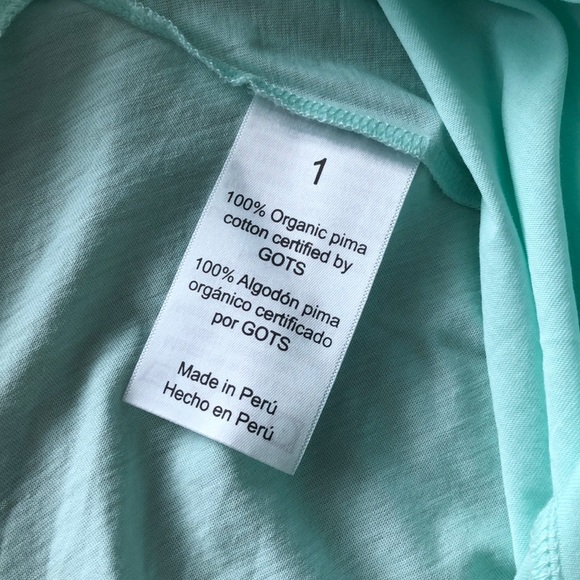 1
100% Organic pima
cotton certified by
GOTS
100% Algodón pima
orgánico certificado
por GOTS
Made in Perú
Hecho en Perú